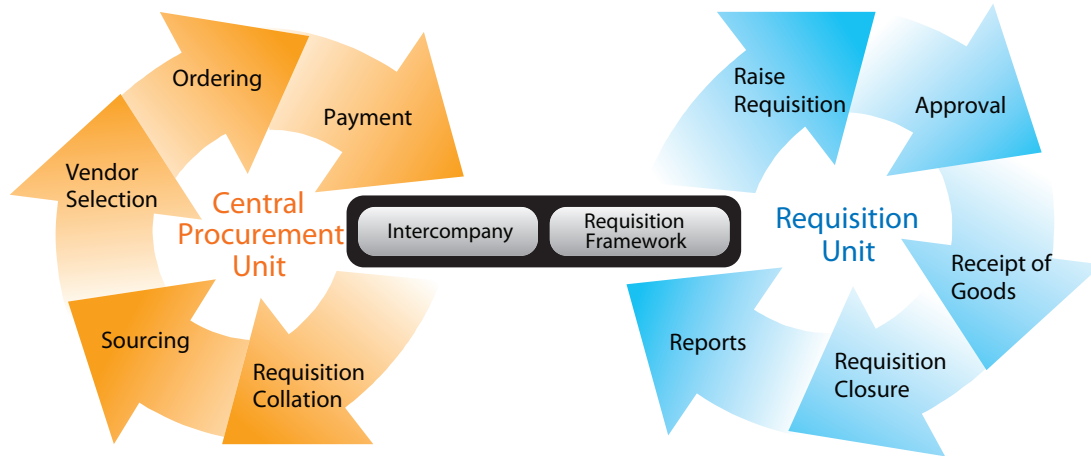 Ordering
Payment
Vendor
Selection
Central
Procurement
Unit
Sourcing
Requisition
Collation
Intercompany
Requisition
Framework
Raise
Requisition
Approval
Requisition
Unit
Receipt of
Goods
Reports
Requisition
Closure